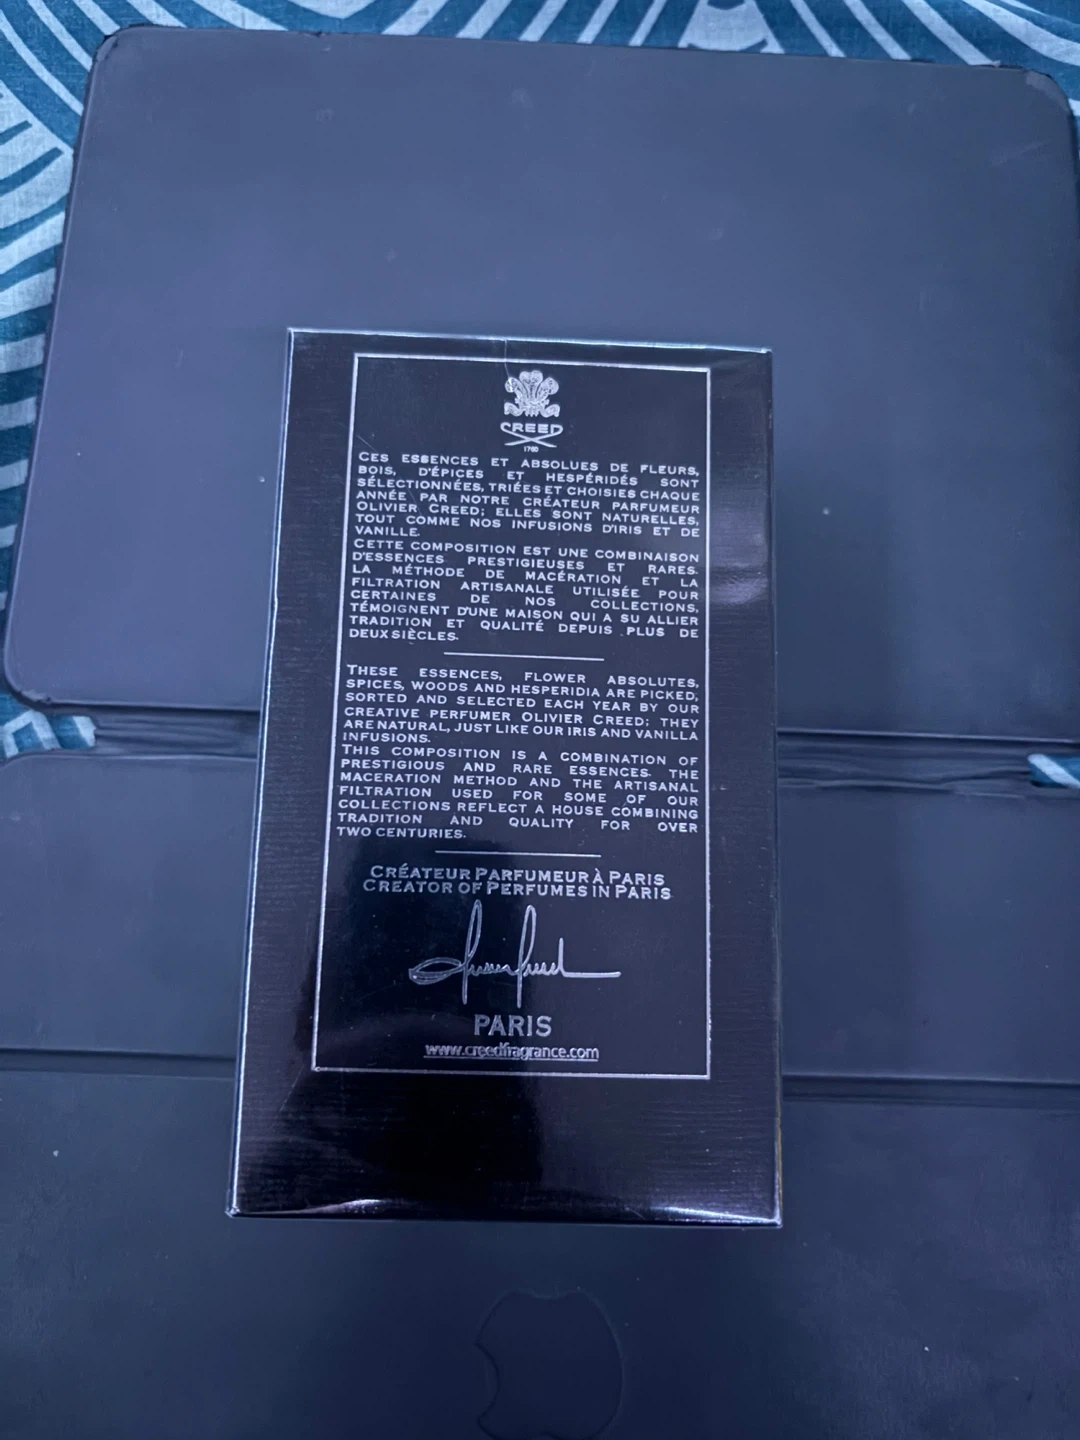 CREED
1760
CES ESSENCES ET ABSOLUES DE FLEURS,
BOIS, D'ÉPICES ET HESPÉRIDÉS SONT
SÉLECTIONNÉES, TRIÉES ET CHOISIES CHAQUE
ANNÉE PAR NOTRE CRÉATEUR PARFUMEUR
OLIVIER CREED; ELLES SONT NATURELLES,
TOUT COMME NOS INFUSIONS D'IRIS ET DE
VANILLE.
CETTE COMPOSITION EST UNE COMBINAISON
D'ESSENCES PRESTIGIEUSES ET RARES.
LA MÉTHODE DE MACÉRATION ET LA
FILTRATION ARTISANALE UTILISÉE POUR
CERTAINES DE NOS COLLECTIONS,
TÉMOIGNENT D'UNE MAISON QUI A SU ALLIER
TRADITION ET QUALITÉ DEPUIS PLUS DE
DEUX SIÈCLES.
THESE ESSENCES, FLOWER ABSOLUTES,
SPICES, WOODS AND HESPERIDIA ARE PICKED,
SORTED AND SELECTED EACH YEAR BY OUR
CREATIVE PERFUMER OLIVIER CREED; THEY
ARE NATURAL, JUST LIKE OUR IRIS AND VANILLA
INFUSIONS.
THIS COMPOSITION IS A COMBINATION OF
PRESTIGIOUS AND RARE ESSENCES. THE
MACERATION METHOD AND THE ARTISANAL
FILTRATION USED FOR SOME OF OUR
COLLECTIONS REFLECT A HOUSE COMBINING
TRADITION AND QUALITY FOR OVER
TWO CENTURIES.
CRÉATEUR PARFUMEUR À PARIS
CREATOR OF PERFUMES IN PARIS
PARIS
www.creedfragrance.com